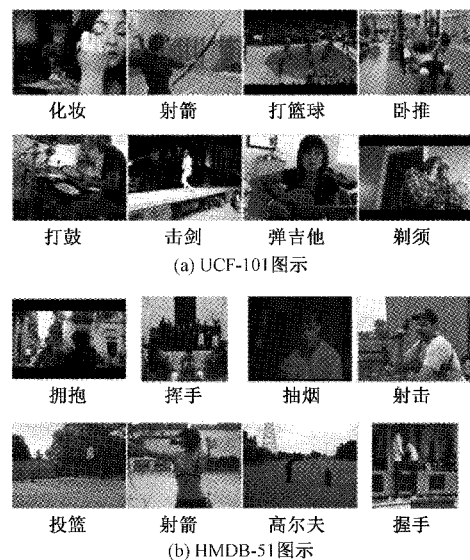 化妆 射箭 打篮球 卧推
打鼓 击剑 弹吉他 剃须
(a) UCF-101图示
拥抱 挥手 抽烟 射击
投篮 射箭 高尔夫 握手
(b) HMDB-51图示